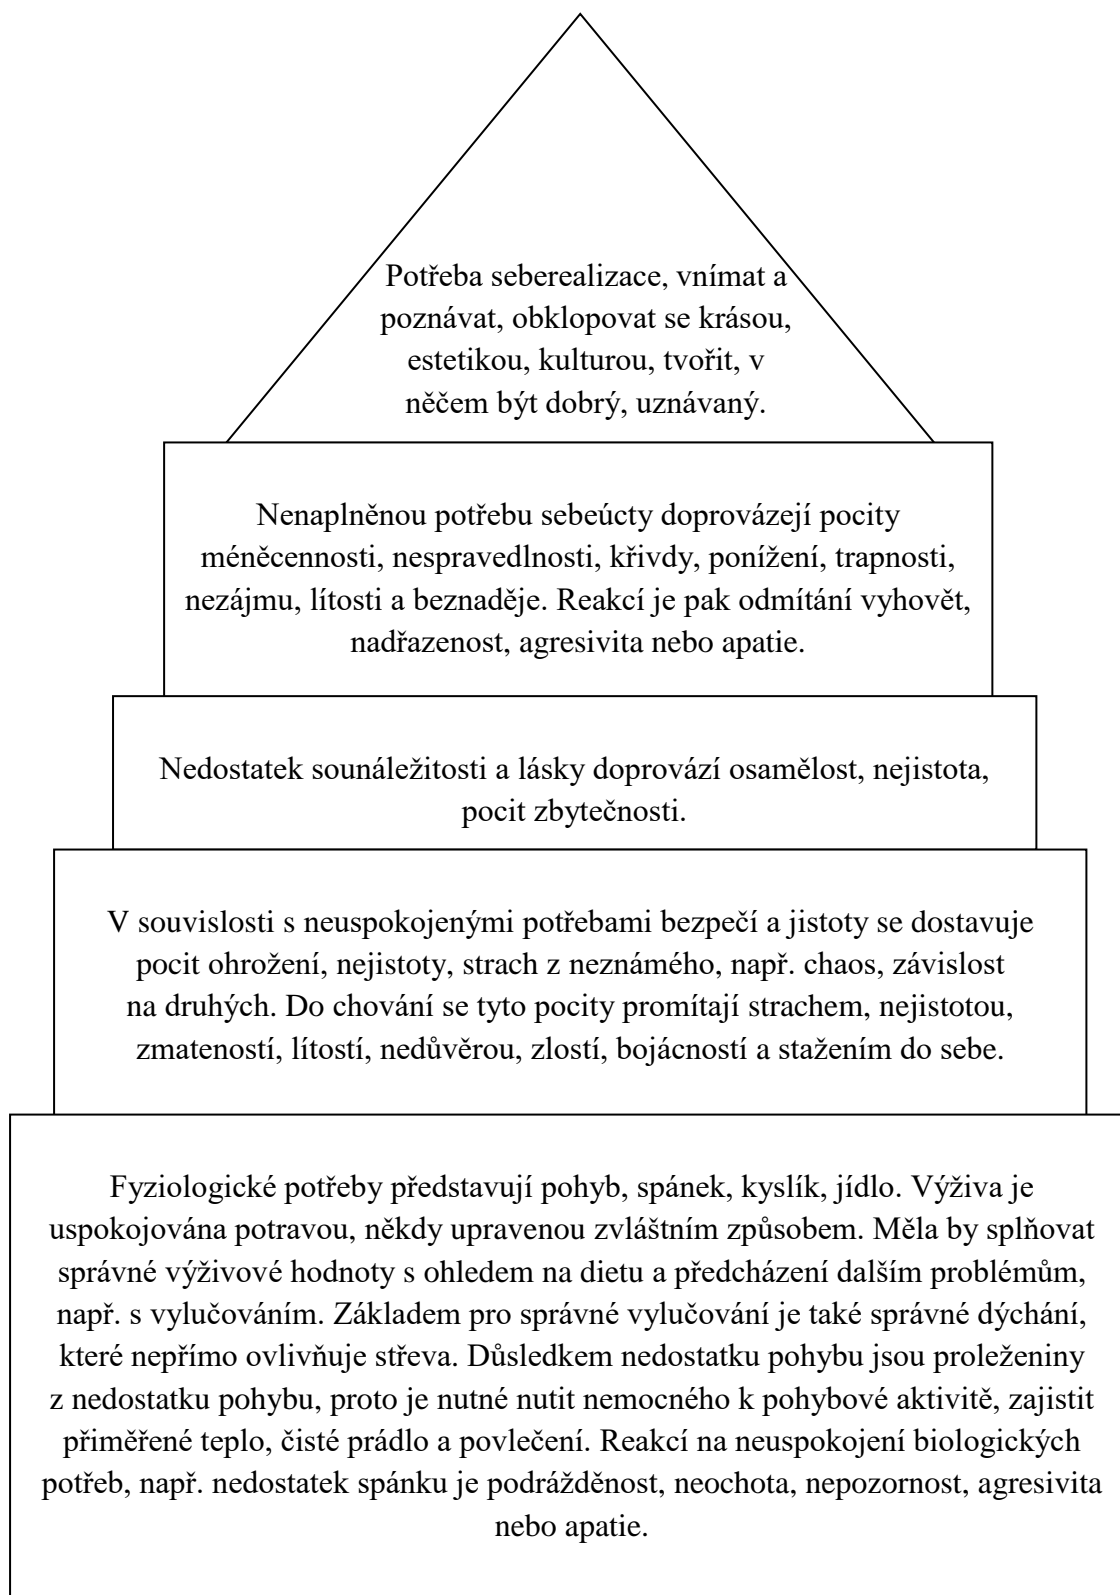 Potřeba seberealizace, vnímat a
poznávat, obklopovat se krásou,
estetikou, kulturou, tvořit, v
něčem být dobrý, uznávaný.
Nenaplněnou potřebu sebeúcty doprovázejí pocity
méněcennosti, nespravedlnosti, křivdy, ponížení, trapnosti,
nezájmu, lítosti a beznaděje. Reakcí je pak odmítání vyhovět,
nadřazenost, agresivita nebo apatie.
Nedostatek sounáležitosti a lásky doprovází osamělost, nejistota,
pocit zbytečnosti.
V souvislosti s neuspokojenými potřebami bezpečí a jistoty se dostavuje
pocit ohrožení, nejistoty, strach z neznámého, např. chaos, závislost
na druhých. Do chování se tyto pocity promítají strachem, nejistotou,
zmateností, lítostí, nedůvěrou, zlostí, bojácností a stažením do sebe.
Fyziologické potřeby představují pohyb, spánek, kyslík, jídlo. Výživa je
uspokojována potravou, někdy upravenou zvláštním způsobem. Měla by splňovat
správné výživové hodnoty s ohledem na dietu a předcházení dalším problémům,
např. s vylučováním. Základem pro správné vylučování je také správné dýchání,
které nepřímo ovlivňuje střeva. Důsledkem nedostatku pohybu jsou proleženiny
z nedostatku pohybu, proto je nutné nutit nemocného k pohybové aktivitě, zajistit
přiměřené teplo, čisté prádlo a povlečení. Reakcí na neuspokojení biologických
potřeb, např. nedostatek spánku je podrážděnost, neochota, nepozornost, agresivita
nebo apatie.